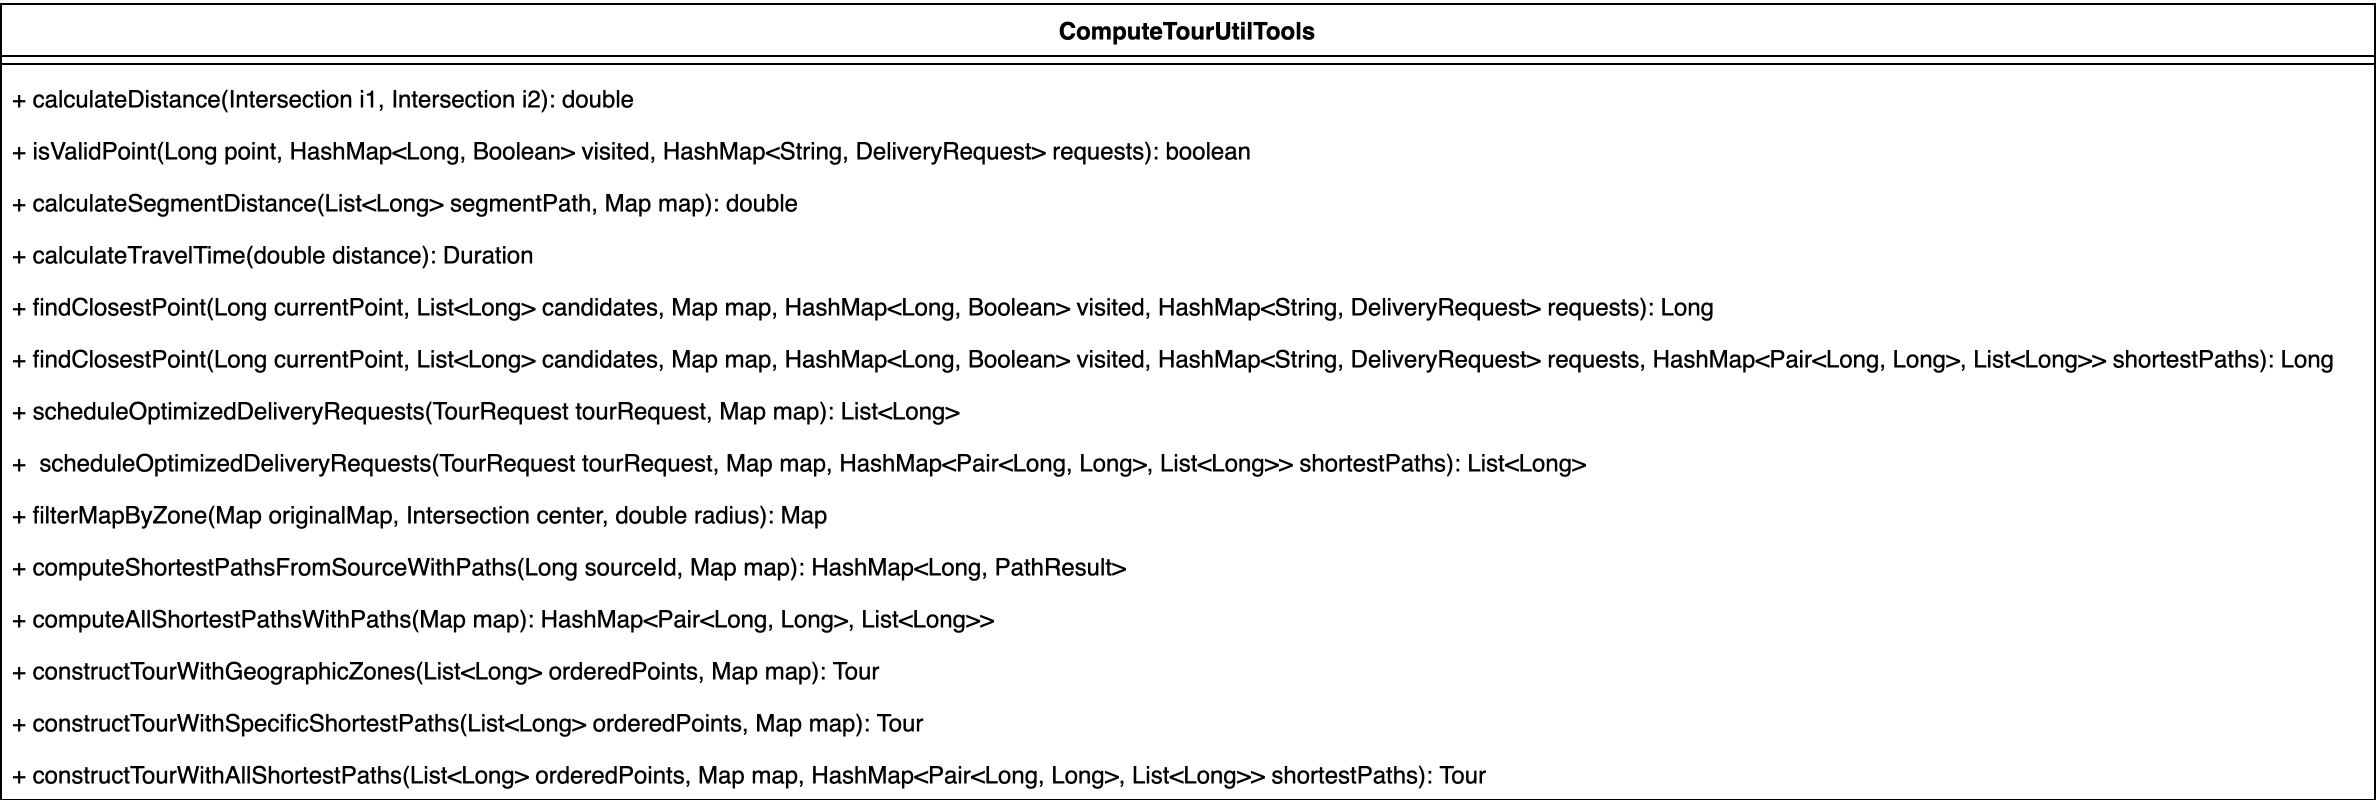 ComputeTourUtilTools
+ calculateDistance(Intersection i1, Intersection i2): double
+ isValidPoint(Long point, HashMap<Long, Boolean> visited, HashMap<String, DeliveryRequest> requests): boolean
+ calculateSegmentDistance(List<Long> segmentPath, Map map): double
+ calculateTravelTime(double distance): Duration
+ findClosestPoint(Long currentPoint, List<Long> candidates, Map map, HashMap<Long, Boolean> visited, HashMap<String, DeliveryRequest> requests): Long
+ findClosestPoint(Long currentPoint, List<Long> candidates, Map map, HashMap<Long, Boolean> visited, HashMap<String, DeliveryRequest> requests, HashMap<Pair<Long, Long>, List<Long>> shortestPaths): Long
+ scheduleOptimizedDeliveryRequests(TourRequest tourRequest, Map map): List<Long>
+  scheduleOptimizedDeliveryRequests(TourRequest tourRequest, Map map, HashMap<Pair<Long, Long>, List<Long>> shortestPaths): List<Long>
+ filterMapByZone(Map originalMap, Intersection center, double radius): Map
+ computeShortestPathsFromSourceWithPaths(Long sourceId, Map map): HashMap<Long, PathResult>
+ computeAllShortestPathsWithPaths(Map map): HashMap<Pair<Long, Long>, List<Long>>
+ constructTourWithGeographicZones(List<Long> orderedPoints, Map map): Tour
+ constructTourWithSpecificShortestPaths(List<Long> orderedPoints, Map map): Tour
+ constructTourWithAllShortestPaths(List<Long> orderedPoints, Map map, HashMap<Pair<Long, Long>, List<Long>> shortestPaths): Tour